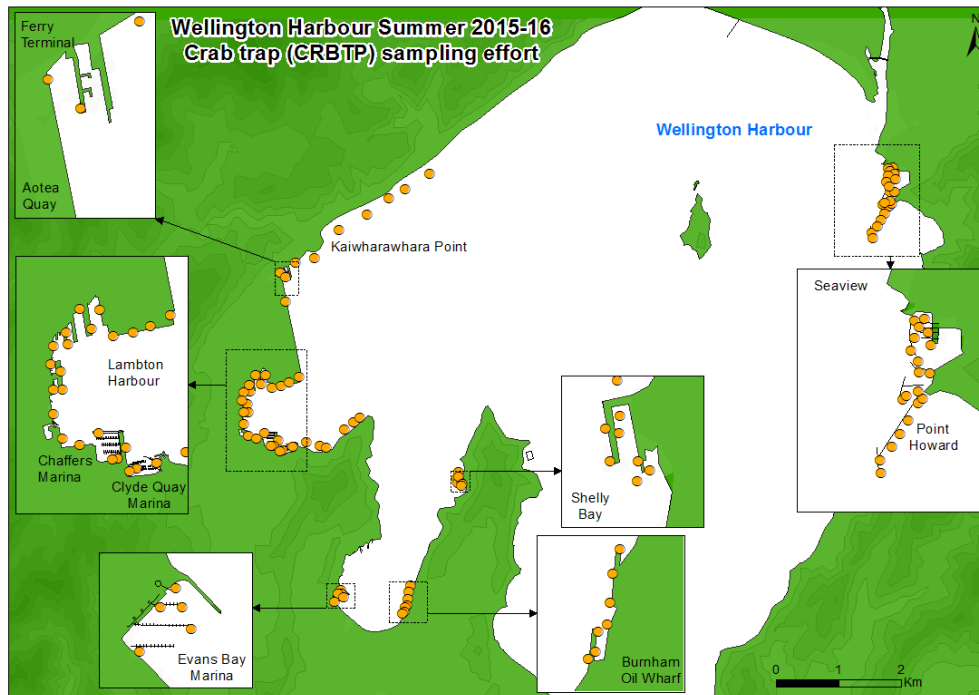 Wellington Harbour Summer 2015-16
Crab trap (CRBTP) sampling effort
N
Ferry
Terminal
Aotea
Quay
Wellington Harbour
Kaiwharawhara Point
Seaview
Point
Howard
Lambton
Harbour
Chaffers
Marina
Clyde Quay
Marina
Shelly
Bay
Evans Bay
Marina
Burnham
Oil Wharf
0 1 2
Km